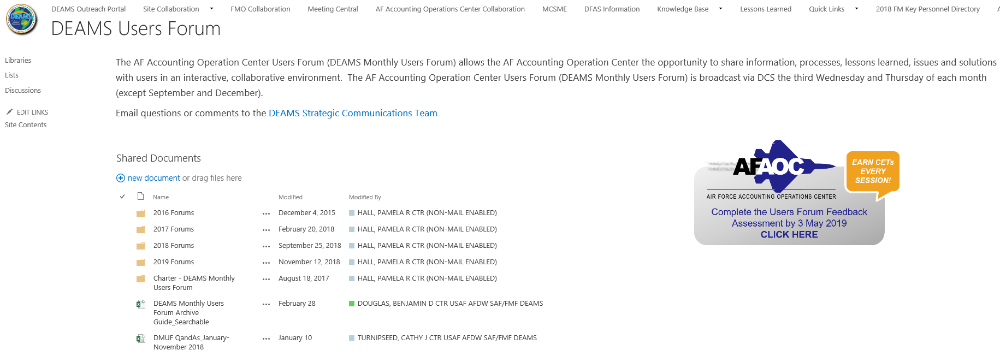 DEAMS Outreach Portal Site Collaboration FMO Collaboration Meeting Central AF Accounting Operations Center Collaboration MCSME DFAS Information Knowledge Base Lessons Learned Quick Links 2018 FM Key Personnel Directory
DEAMS
DEAMS Users Forum
Libraries
Lists
Discussions
EDIT LINKS
Site Contents
The AF Accounting Operation Center Users Forum (DEAMS Monthly Users Forum) allows the AF Accounting Operation Center the opportunity to share information, processes, lessons learned, issues and solutions
with users in an interactive, collaborative environment. The AF Accounting Operation Center Users Forum (DEAMS Monthly Users Forum) is broadcast via DCS the third Wednesday and Thursday of each month
(except September and December).
Email questions or comments to the DEAMS Strategic Communications Team
Shared Documents
new document or drag files here
Name Modified Modified By
2016 Forums ... December 4, 2015 HALL, PAMELA R CTR (NON-MAIL ENABLED)
2017 Forums ... February 20, 2018 HALL, PAMELA R CTR (NON-MAIL ENABLED)
2018 Forums ... September 25, 2018 HALL, PAMELA R CTR (NON-MAIL ENABLED)
2019 Forums ... November 12, 2018 HALL, PAMELA R CTR (NON-MAIL ENABLED)
Charter - DEAMS Monthly ... August 18, 2017 HALL, PAMELA R CTR (NON-MAIL ENABLED)
Users Forum
DEAMS Monthly Users ... February 28 DOUGLAS, BENJAMIN D CTR USAF AFDW SAF/FMF DEAMS
Forum Archive
Guide_Searchable
DMUF QandAs_January- ... January 10 TURNIPSEED, CATHY J CTR USAF AFDW SAF/FMF DEAMS
November 2018
AFAOC
AIR FORCE ACCOUNTING OPERATIONS CENTER
EARN CETs
EVERY
SESSION!
Complete the Users Forum Feedback
Assessment by 3 May 2019
CLICK HERE